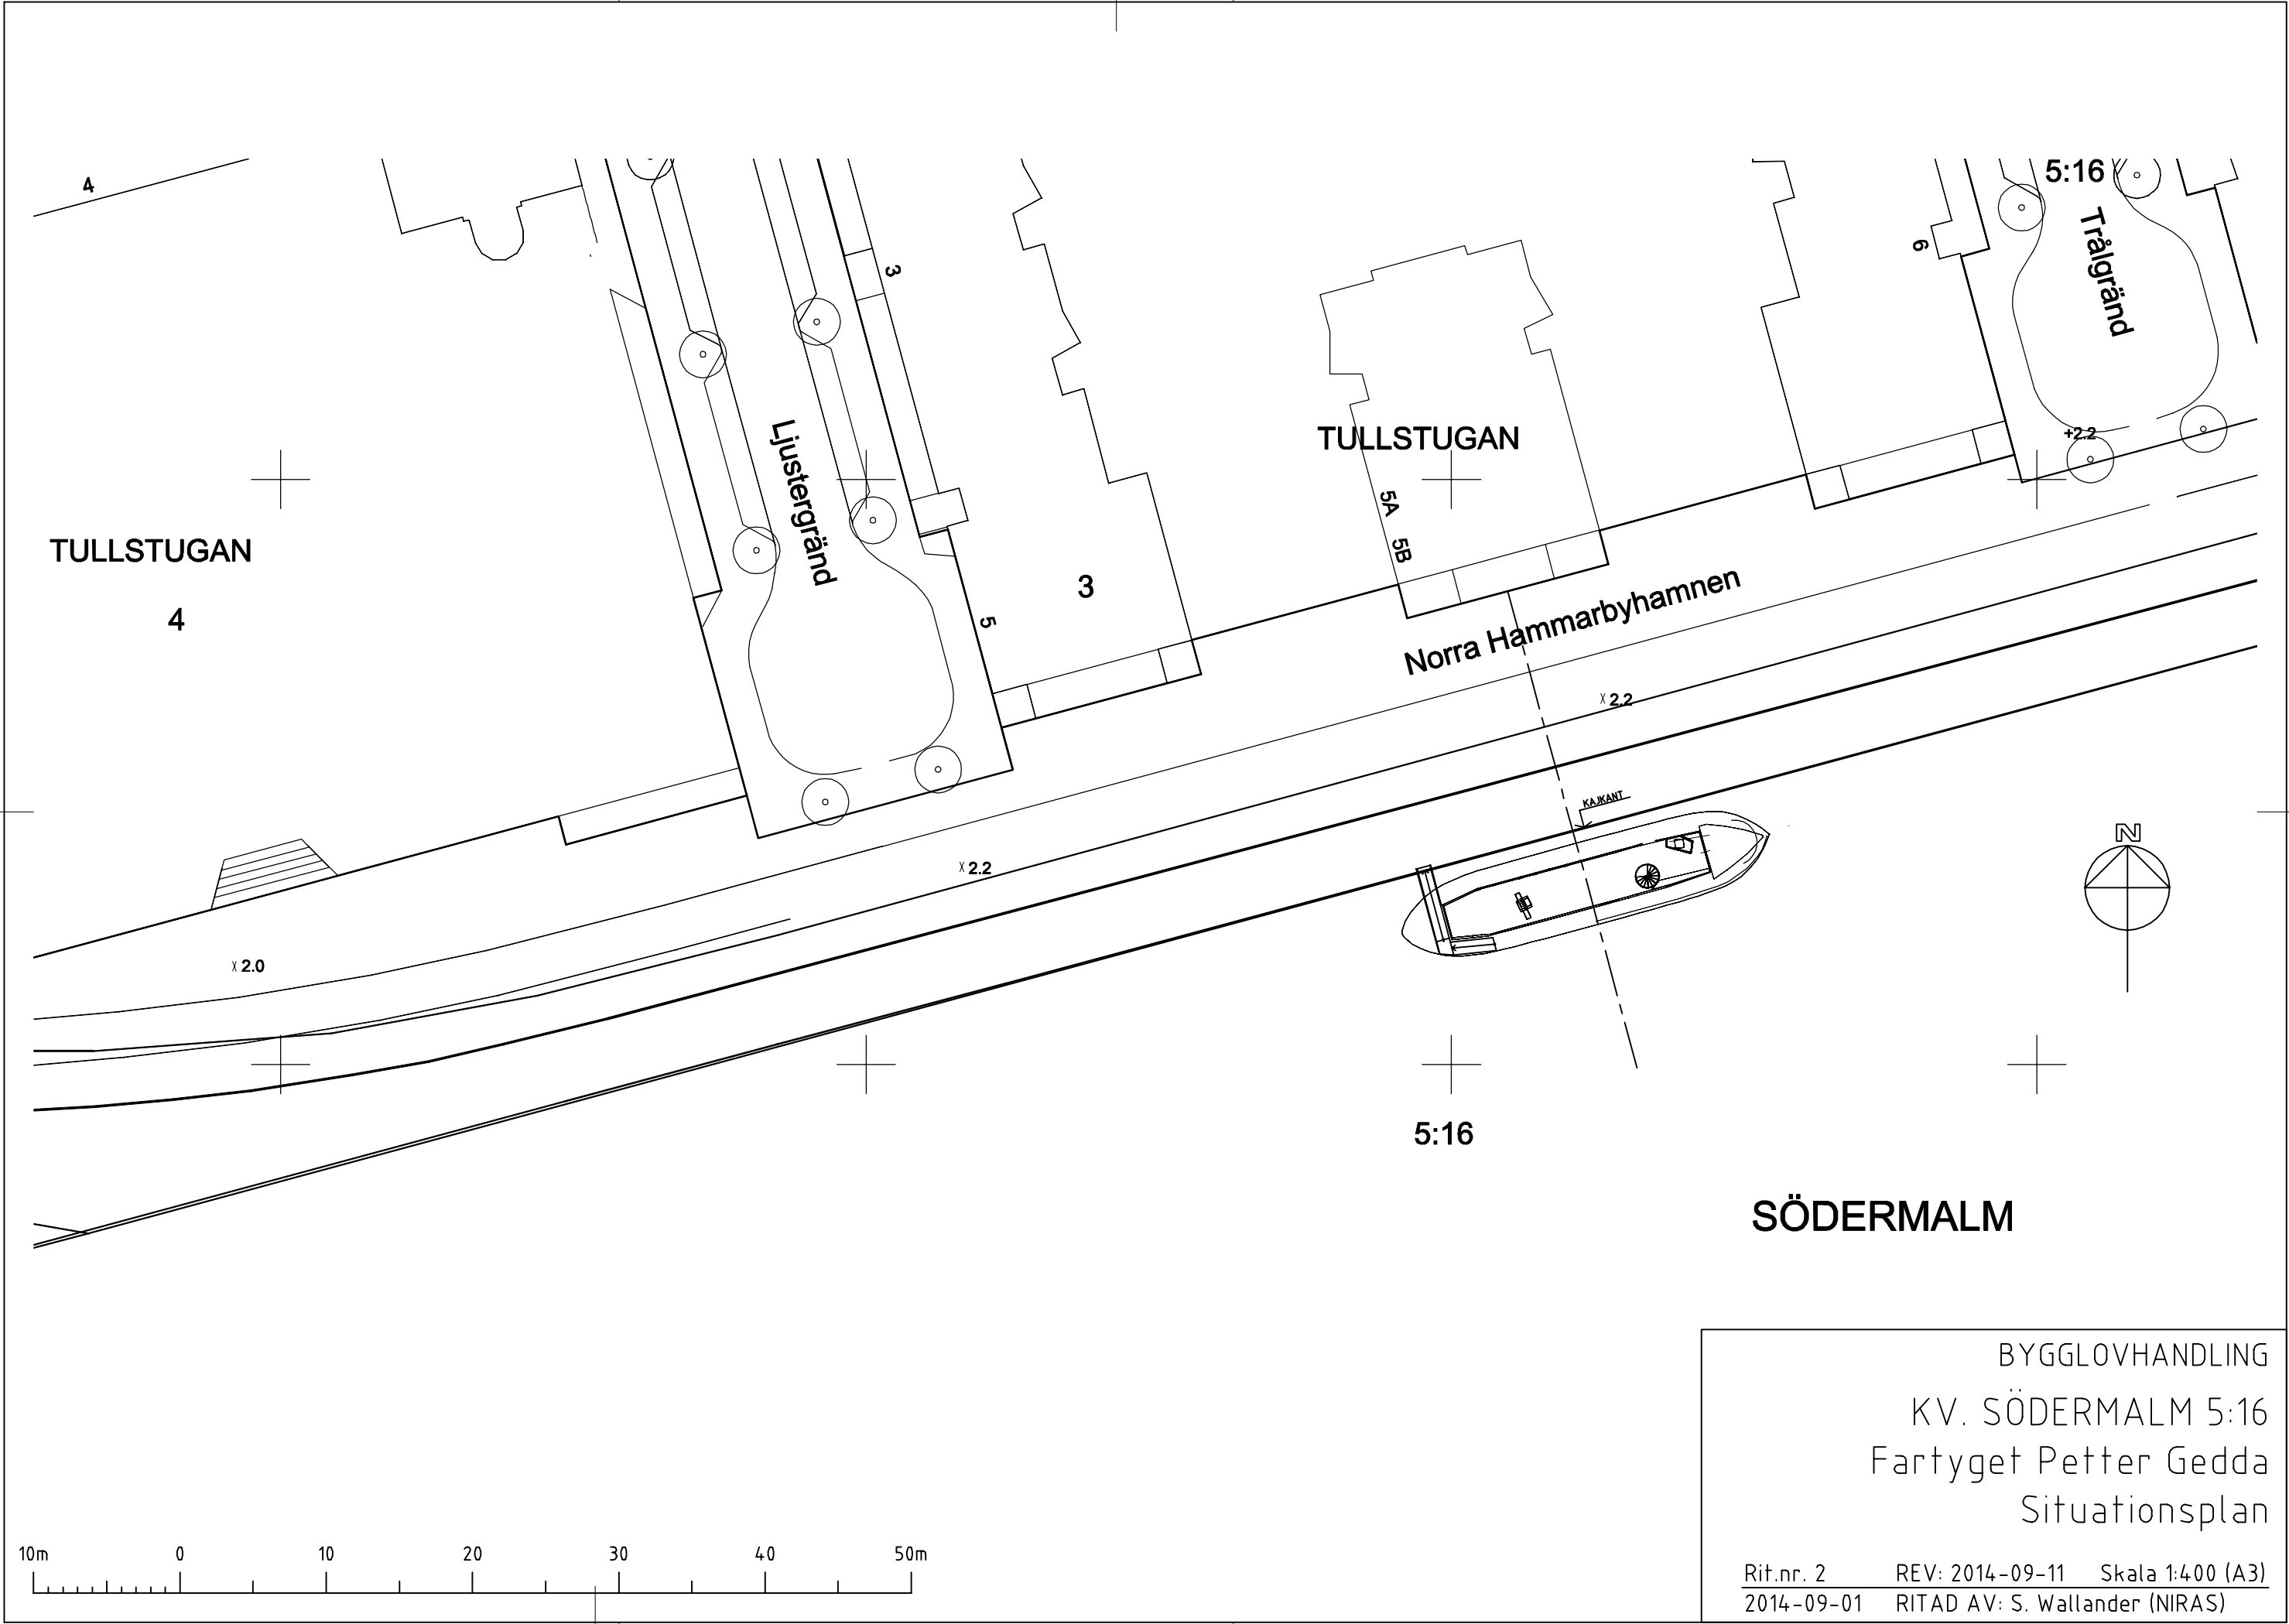 4
5:16
Trålgränd
6
3
Ljustergränd
TULLSTUGAN
+2.2
5A
5B
TULLSTUGAN
4
3
5
Norra Hammarbyhamnen
x 2.2
KAJKANT
x 2.2
N
x 2.0
5:16
SÖDERMALM
BYGGLOVHANDLING
KV. SÖDERMALM 5:16
Fartyget Petter Gedda
Situationsplan
Rit.nr. 2 REV: 2014-09-11 Skala 1:400 (A3)
2014-09-01 RITAD AV: S. Wallander (NIRAS)
10m 0 10 20 30 40 50m